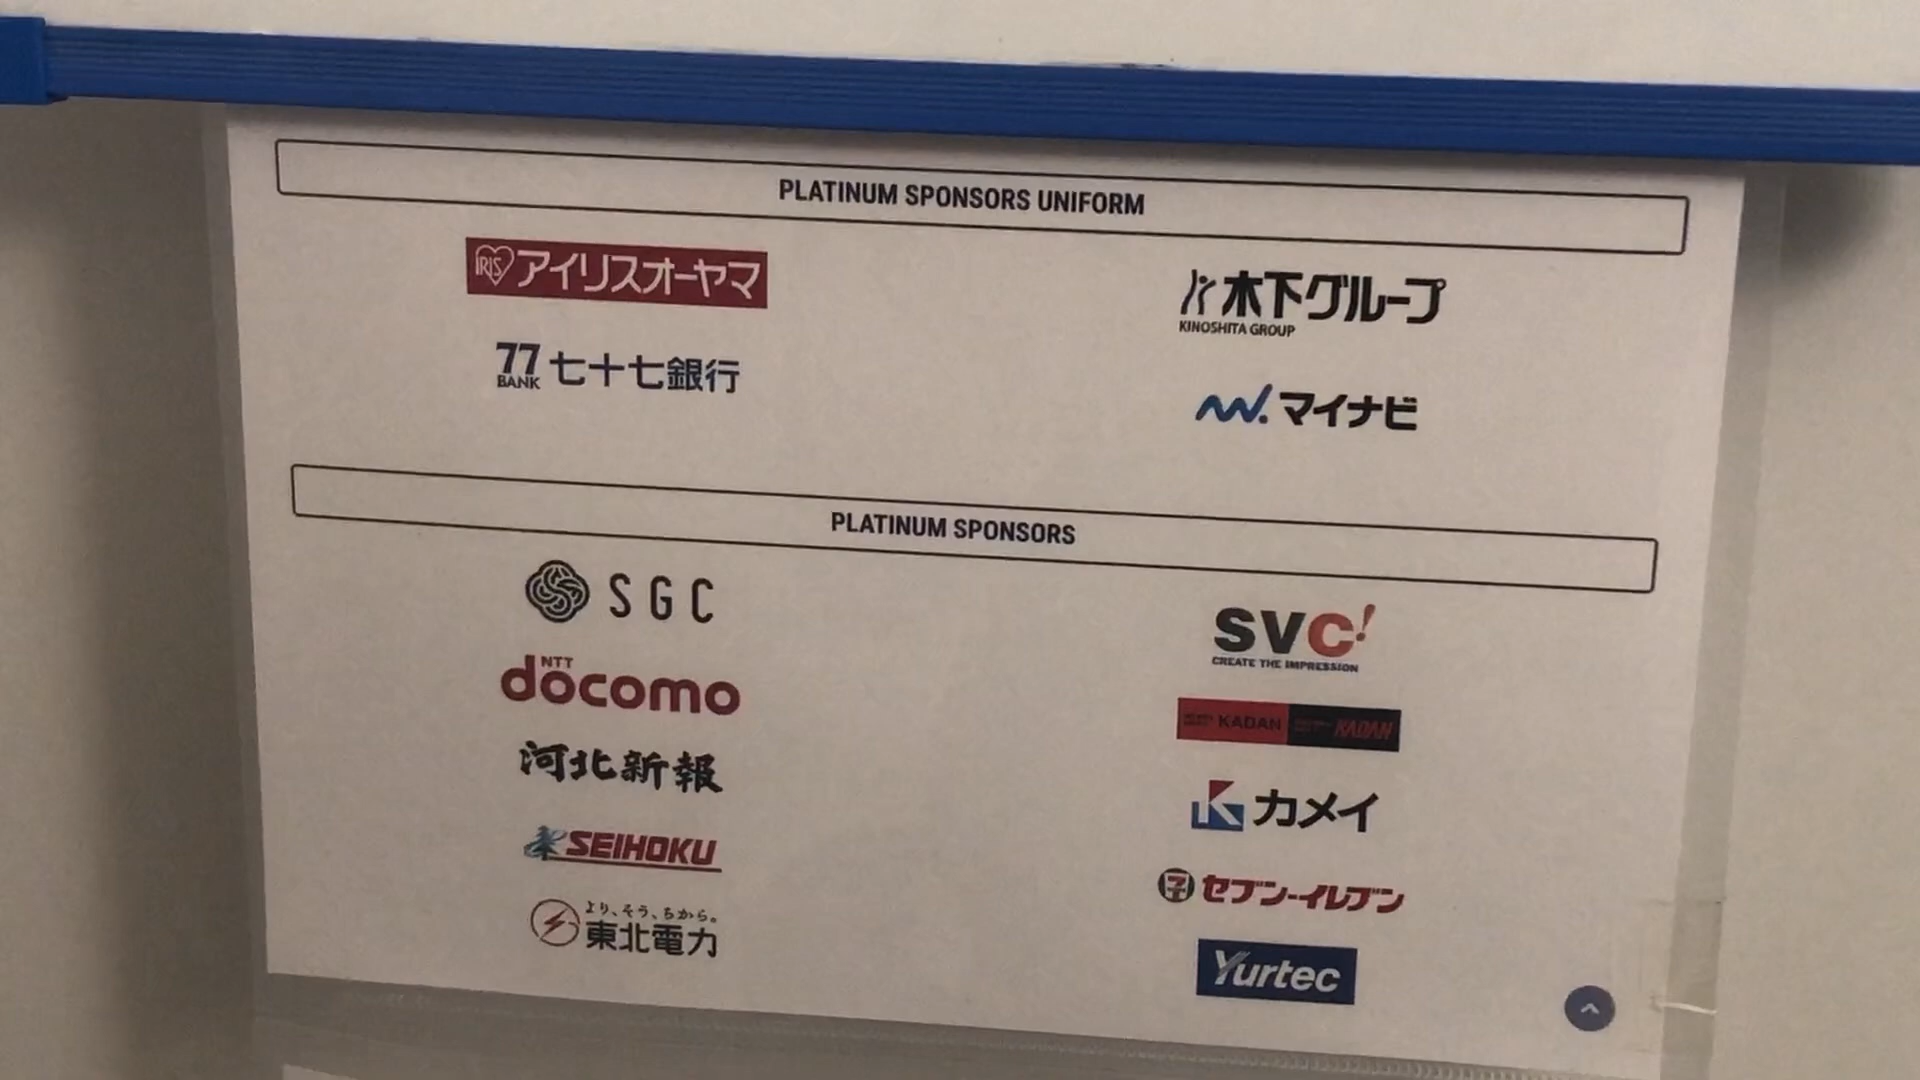 PLATINUM SPONSORS UNIFORM
IRIS アイリスオーヤマ
木下グループ
KINOSHITA GROUP
77 BANK 七十七銀行
マイナビ
PLATINUM SPONSORS
SGC
SVC!
CREATE THE IMPRESSION
NTT
docomo
KADAN KADAN
河北新報
カメイ
SEIHOKU
セブン-イレブン
より、そう、ちから。
東北電力
Yurtec